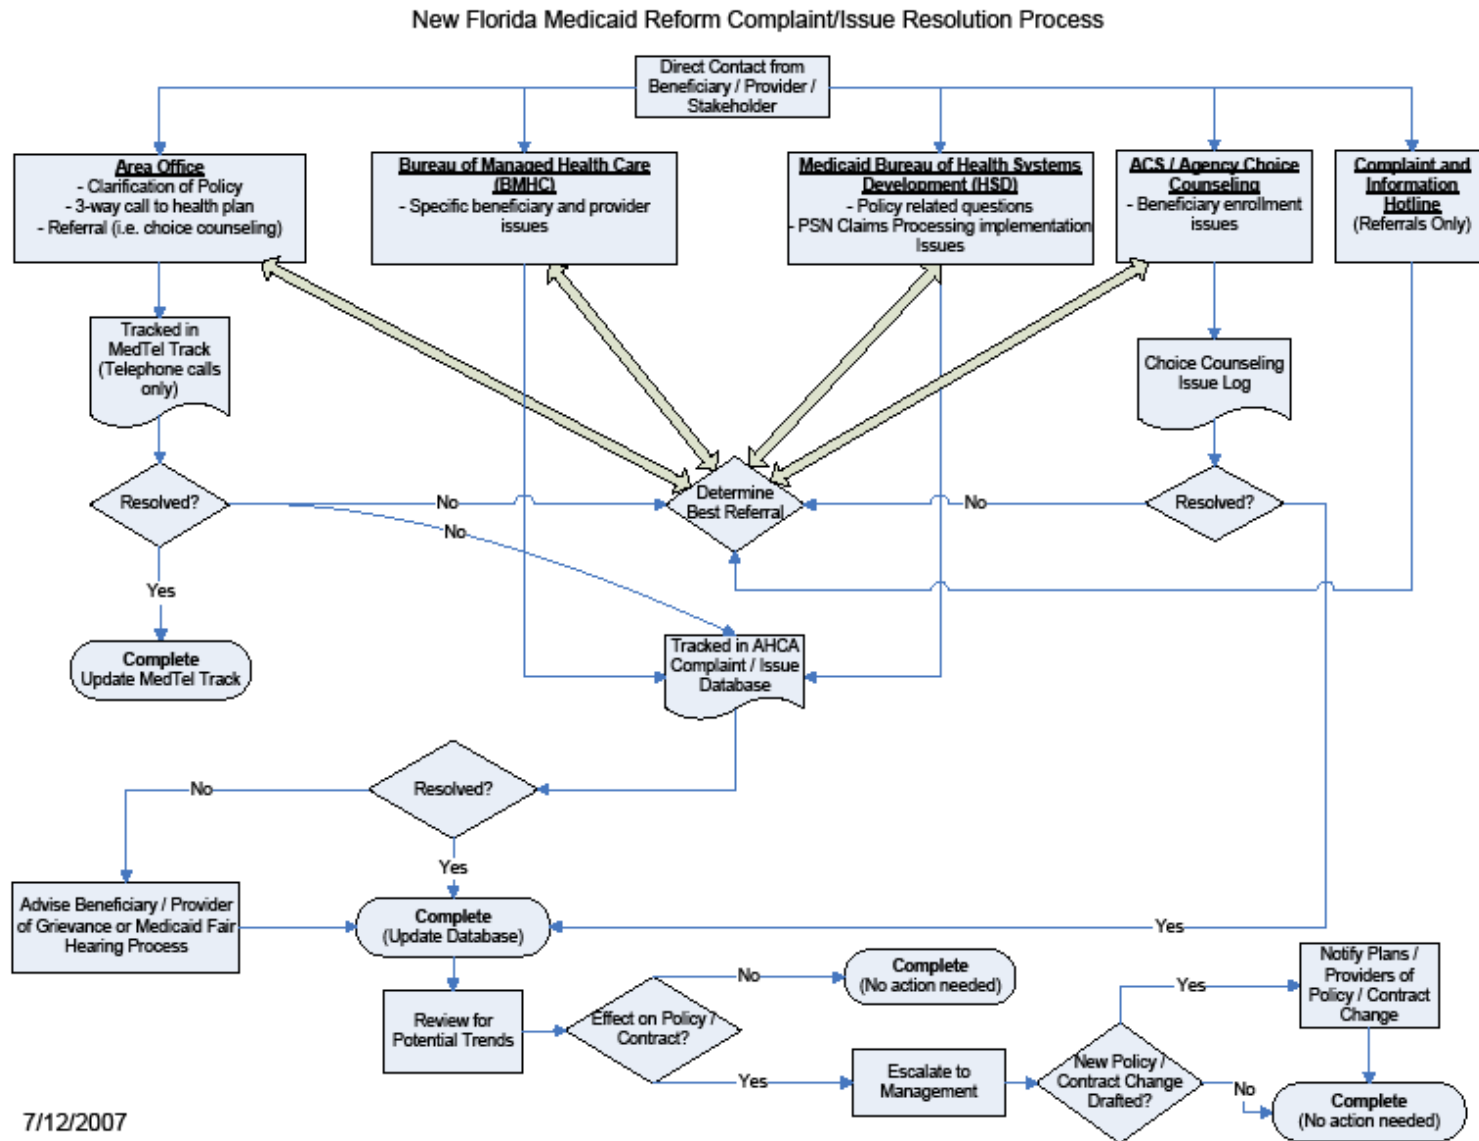 New Florida Medicaid Reform Complaint/Issue Resolution Process
Direct Contact from
Beneficiary / Provider /
Stakeholder
Area Office
- Clarification of Policy
- 3-way call to health plan
- Referral (i.e. choice counseling)
Bureau of Managed Health Care
(BMHC)
- Specific beneficiary and provider
issues
Medicaid Bureau of Health Systems
Development (HSD)
- Policy related questions
- PSN Claims Processing implementation
Issues
ACS / Agency Choice
Counseling
- Beneficiary enrollment
issues
Complaint and
Information
Hotline
(Referrals Only)
Tracked in
MedTel Track
(Telephone calls
only)
Choice Counseling
Issue Log
Resolved?
No
No
Determine
Best Referral
No
Resolved?
Yes
Complete
Update MedTel Track
Tracked in AHCA
Complaint / Issue
Database
No
Resolved?
Yes
Advise Beneficiary / Provider
of Grievance or Medicaid Fair
Hearing Process
Complete
(Update Database)
Yes
Review for
Potential Trends
Effect on Policy /
Contract?
No
Complete
(No action needed)
Yes
Escalate to
Management
New Policy /
Contract Change
Drafted?
Yes
Notify Plans /
Providers of
Policy / Contract
Change
No
Complete
(No action needed)
7/12/2007